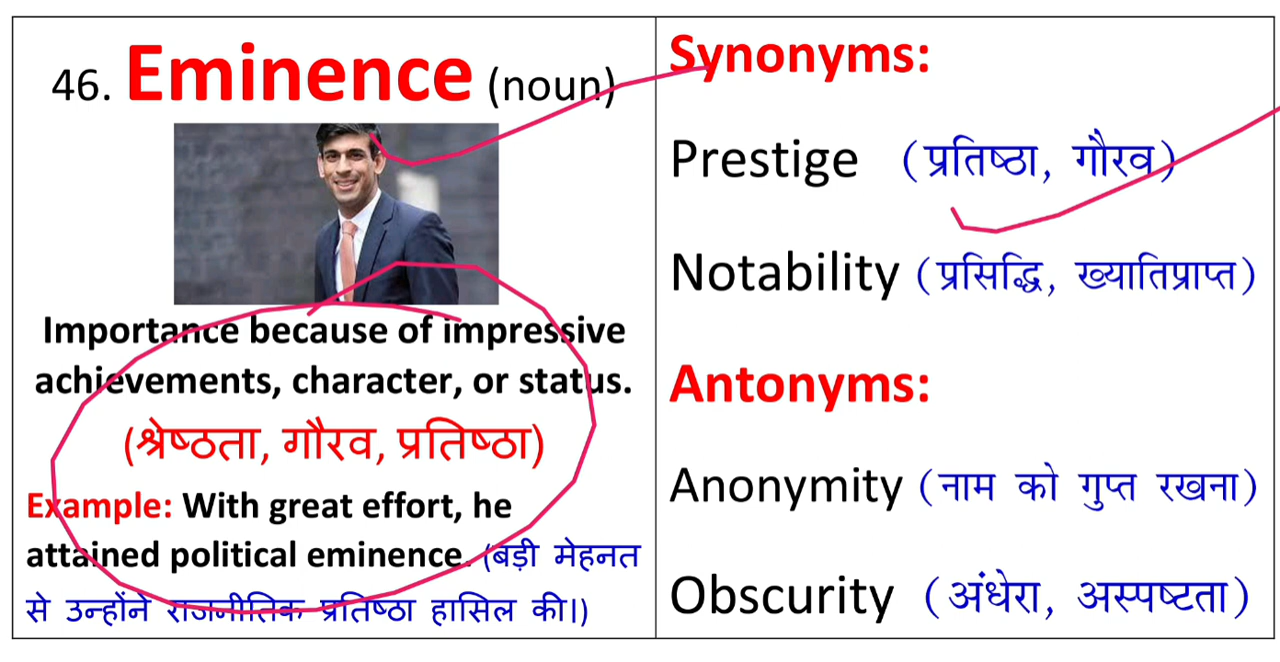 46. Eminence (noun)
Importance because of impressive
achievements, character, or status.
(श्रेष्ठता, गौरव, प्रतिष्ठा)
Example: With great effort, he
attained political eminence. (बड़ी मेहनत
से उन्होंने राजनीतिक प्रतिष्ठा हासिल की।)
Synonyms:
Prestige (प्रतिष्ठा, गौरव)
Notability (प्रसिद्धि, ख्यातिप्राप्त)
Antonyms:
Anonymity (नाम को गुप्त रखना)
Obscurity (अंधेरा, अस्पष्टता)